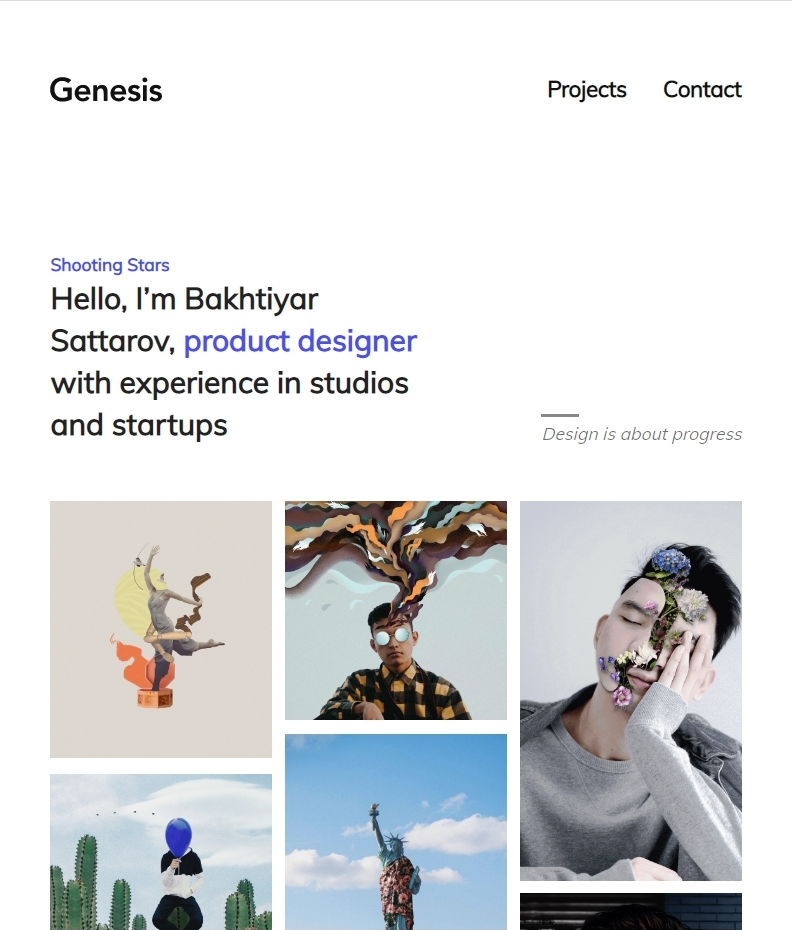 Genesis
Projects
Contact
Shooting Stars
Hello, I’m Bakhtiyar
Sattarov, product designer
with experience in studios
and startups
Design is about progress